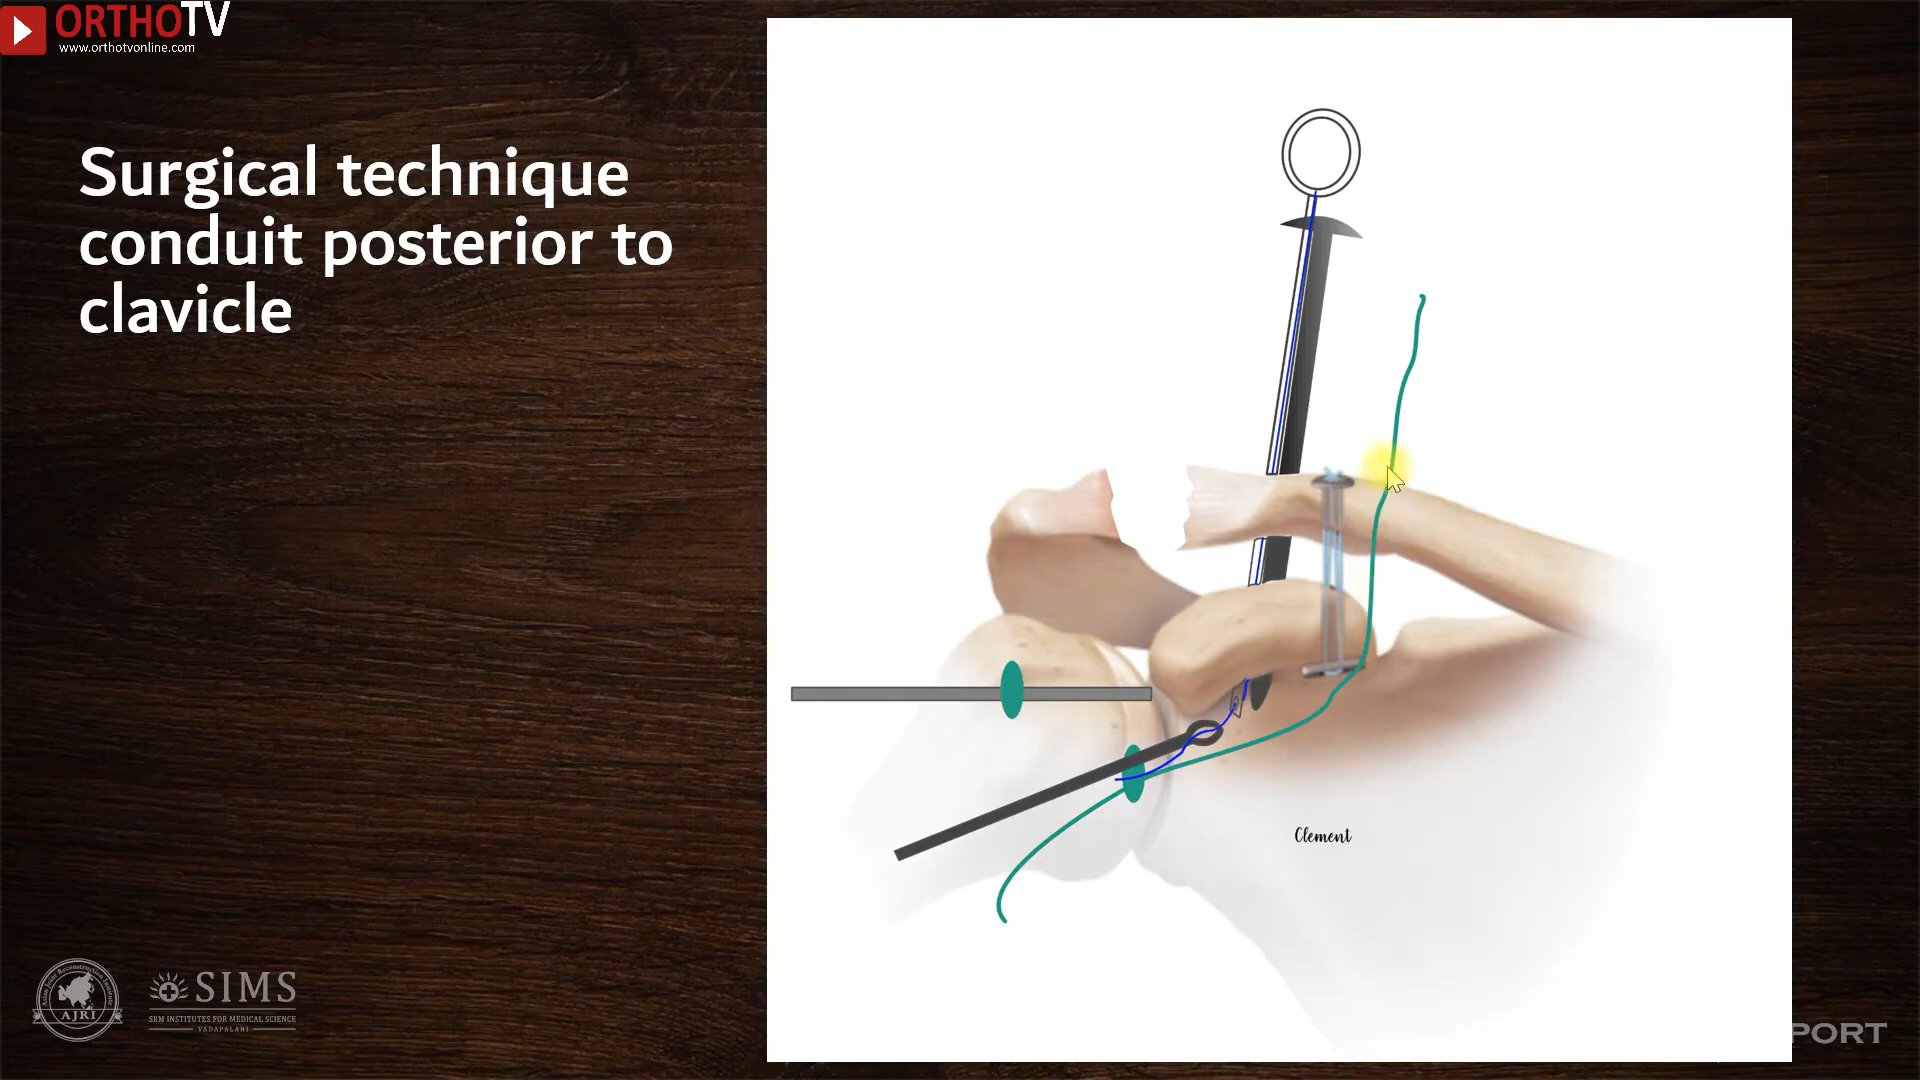 ORTHOTV
www.orthotvonline.com
Surgical technique
conduit posterior to
clavicle
Clement
AJRI
SIMS
SRM INSTITUTES FOR MEDICAL SCIENCE
VADAPALANI
PORT